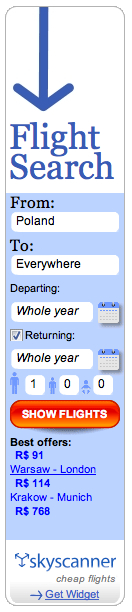 Flight
Search
From:
Poland
To:
Everywhere
Departing:
Whole year
Returning:
Whole year
1 0 0
SHOW FLIGHTS
Best offers:
R$ 91
Warsaw - London
R$ 114
Krakow - Munich
R$ 768
skyscanner
cheap flights
Get Widget